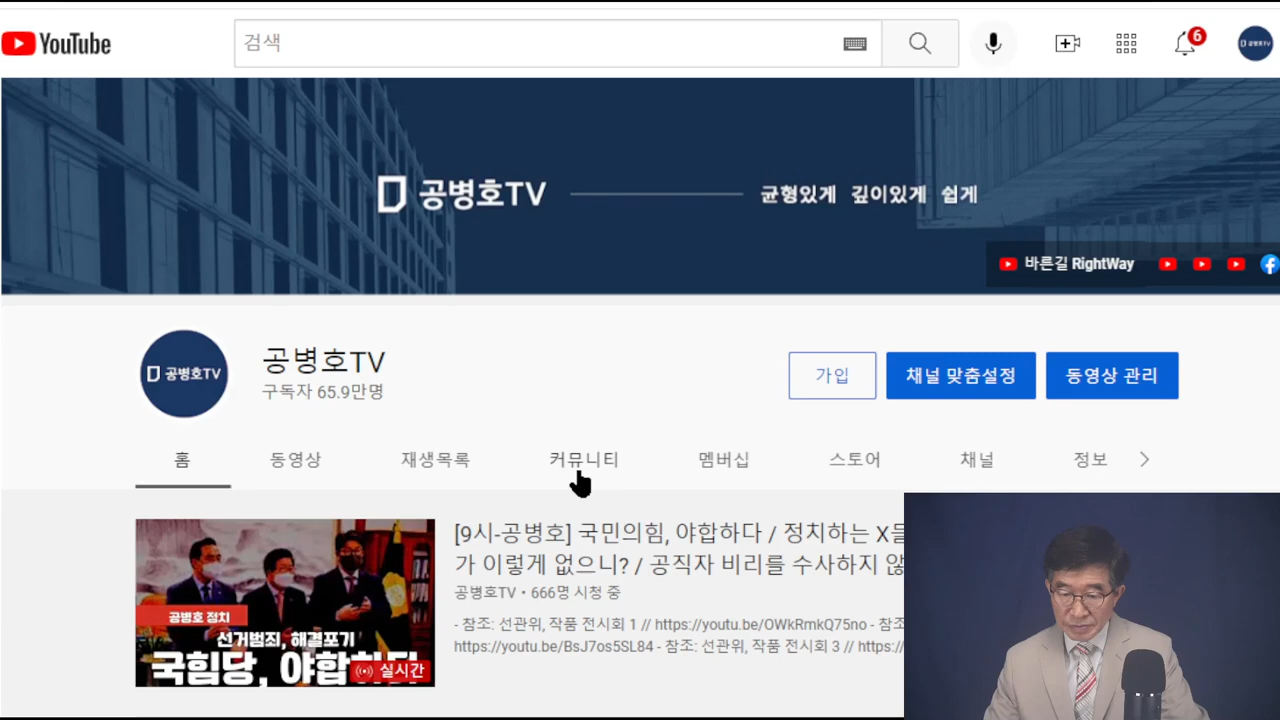 YouTube
검색
6
공병호TV
공병호TV
균형있게 깊이있게 쉽게
바른길 RightWay
공병호TV
공병호TV
구독자 65.9만명
가입
채널 맞춤설정
동영상 관리
홈
동영상
재생목록
커뮤니티
멤버십
스토어
채널
정보
공병호 정치
선거범죄, 해결포기
국힘당, 야합하다
실시간
[9시-공병호] 국민의힘, 야합하다 / 정치하는 X들
가 이렇게 없으니? / 공직자 비리를 수사하지 않
공병호TV • 666명 시청 중
- 참조: 선관위, 작품 전시회 1 // https://youtu.be/OWkRmkQ75no - 참조
https://youtu.be/BsJ7os5SL84 - 참조: 선관위, 작품 전시회 3 // https://